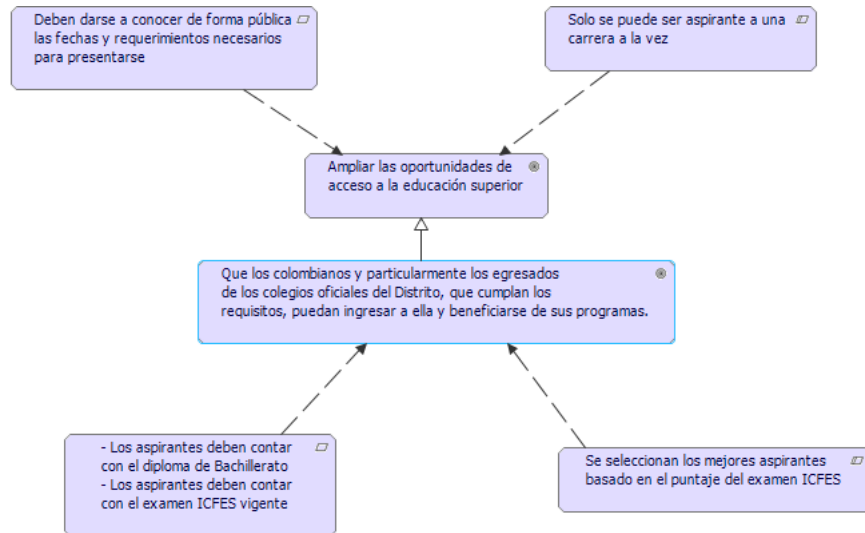 Deben darse a conocer de forma pública
las fechas y requerimientos necesarios
para presentarse
Solo se puede ser aspirante a una
carrera a la vez
Ampliar las oportunidades de
acceso a la educación superior
Que los colombianos y particularmente los egresados
de los colegios oficiales del Distrito, que cumplan los
requisitos, puedan ingresar a ella y beneficiarse de sus programas.
- Los aspirantes deben contar
con el diploma de Bachillerato
- Los aspirantes deben contar
con el examen ICFES vigente
Se seleccionan los mejores aspirantes
basado en el puntaje del examen ICFES